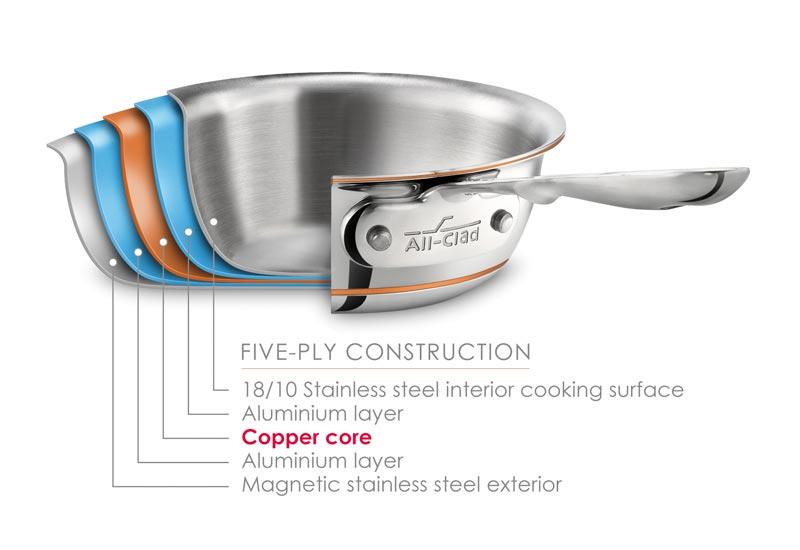 All-Clad
FIVE-PLY CONSTRUCTION
18/10 Stainless steel interior cooking surface
Aluminium layer
Copper core
Aluminium layer
Magnetic stainless steel exterior